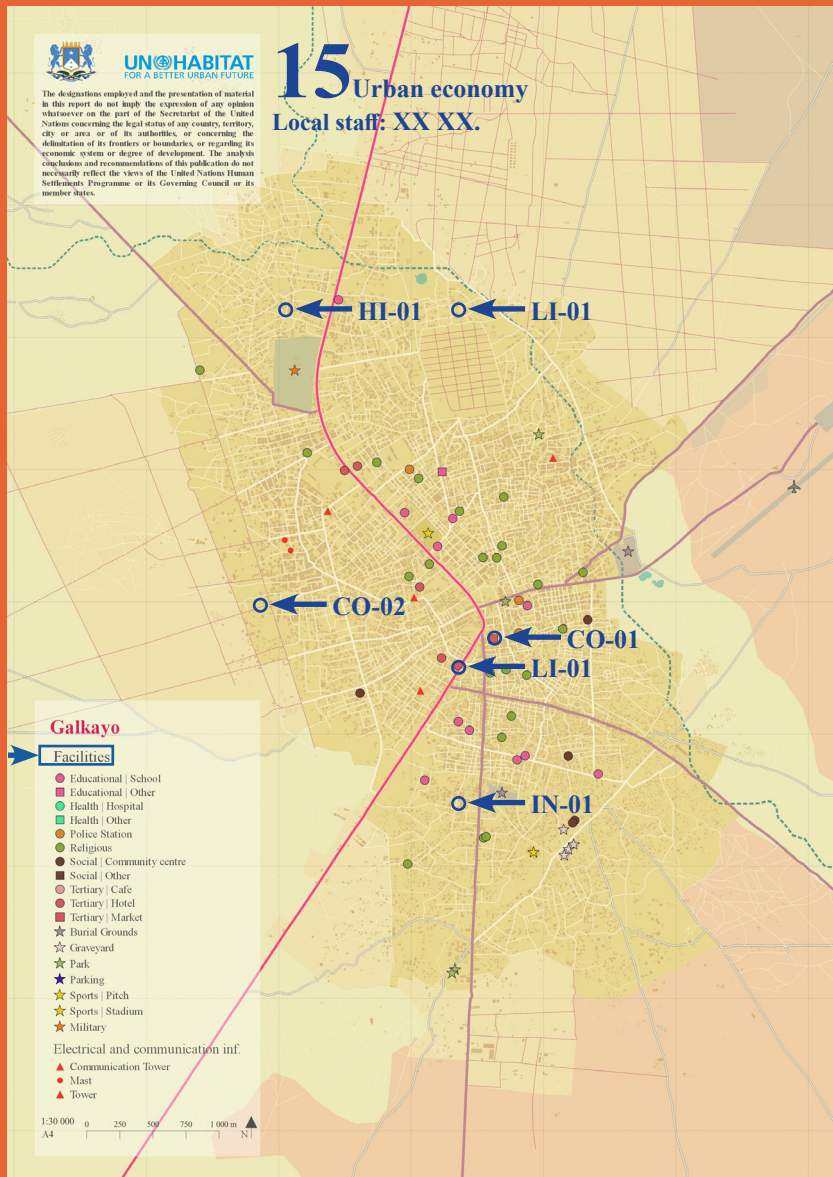 UN HABITAT
FOR A BETTER URBAN FUTURE
The designations employed and the presentation of material
in this report do not imply the expression of any opinion
whatsoever on the part of the Secretariat of the United
Nations concerning the legal status of any country, territory,
city or area or of its authorities, or concerning the
delimitation of its frontiers or boundaries, or regarding its
economic system or degree of development. The analysis
conclusions and recommendations of this publication do not
necessarily reflect the views of the United Nations Human
Settlements Programme or its Governing Council or its
member states.
15 Urban economy
Local staff: XX XX.
HI-01
LI-01
CO-02
CO-01
LI-01
IN-01
Galkayo
Facilities
Educational | School
Educational | Other
Health | Hospital
Health | Other
Police Station
Religious
Social | Community centre
Social | Other
Tertiary | Cafe
Tertiary | Hotel
Tertiary | Market
Burial Grounds
Graveyard
Park
Parking
Sports | Pitch
Sports | Stadium
Military
Electrical and communication inf.
Communication Tower
Mast
Tower
1:30 000
A4
0 250 500 750 1 000 m
N